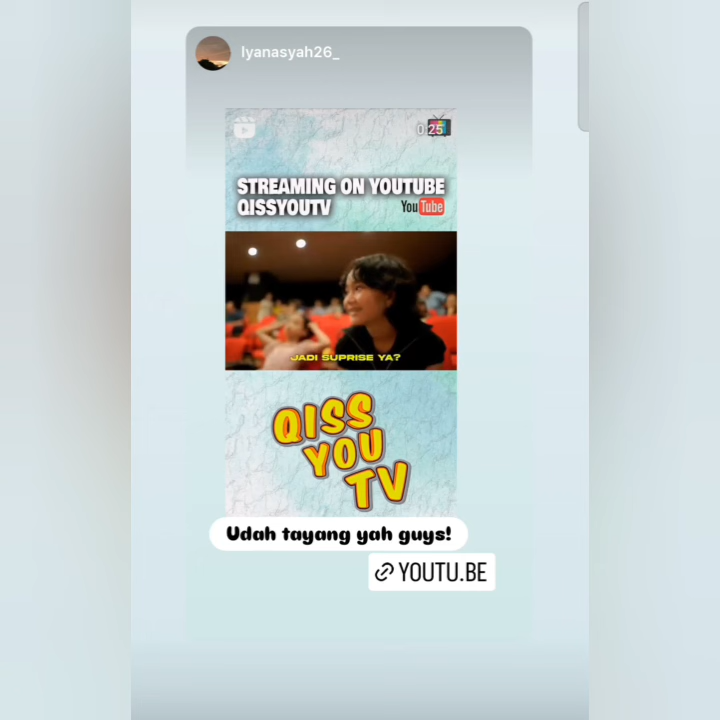 lyanasyah26_
0:25
STREAMING ON YOUTUBE
QISSYOUTV
YouTube
JADI SUPRISE YA?
QISS
YOU
TV
Udah tayang yah guys!
YOUTU.BE